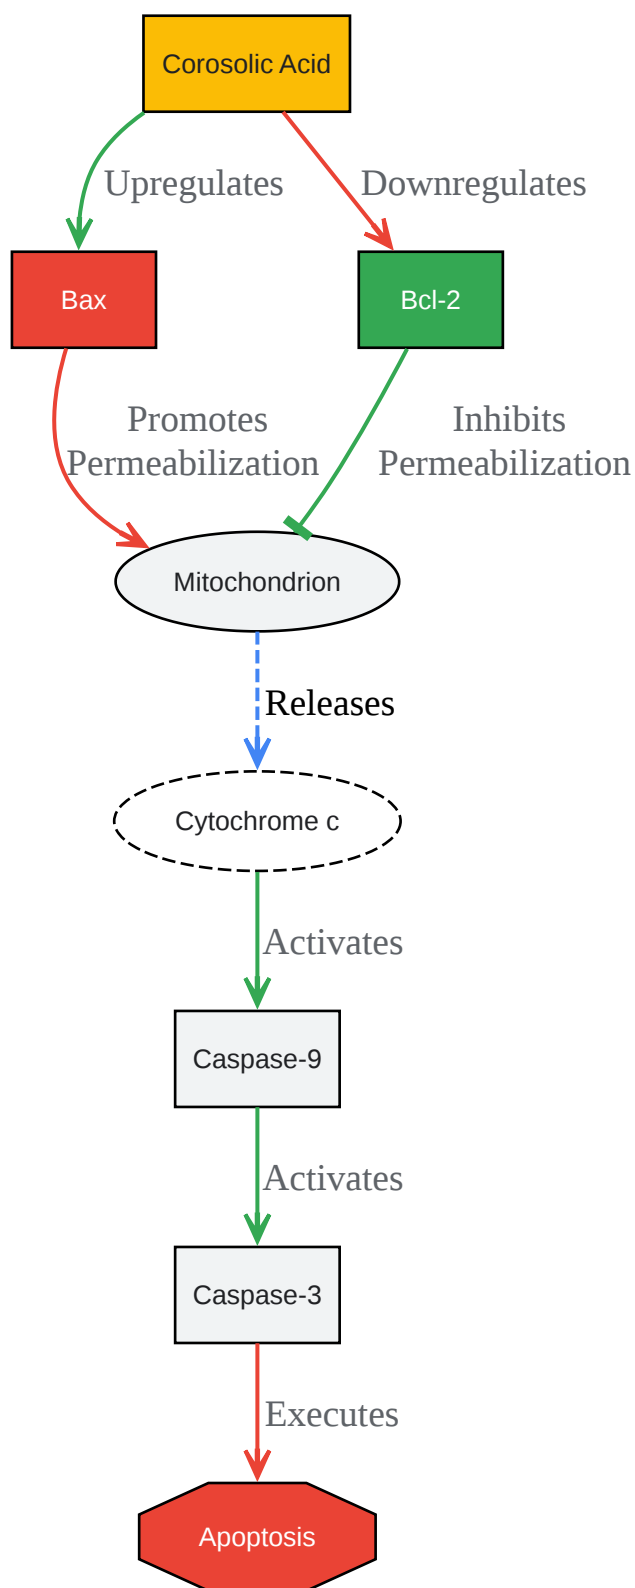 Corosolic Acid
Upregulates
Downregulates
Bax
Bcl-2
Promotes
Permeabilization
Inhibits
Permeabilization
Mitochondrion
Releases
Cytochrome c
Activates
Caspase-9
Activates
Caspase-3
Executes
Apoptosis